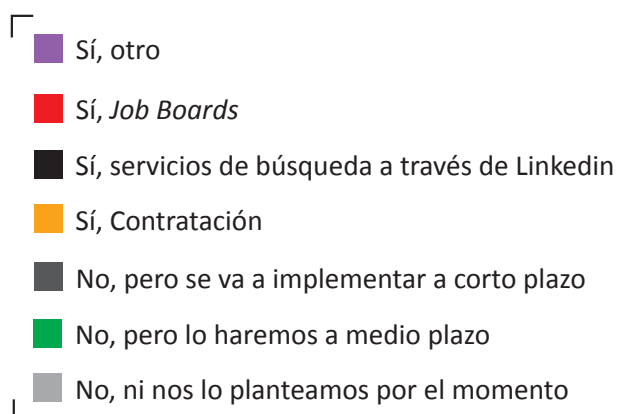 Sí, otro
Sí, Job Boards
Sí, servicios de búsqueda a través de Linkedin
Sí, Contratación
No, pero se va a implementar a corto plazo
No, pero lo haremos a medio plazo
No, ni nos lo planteamos por el momento